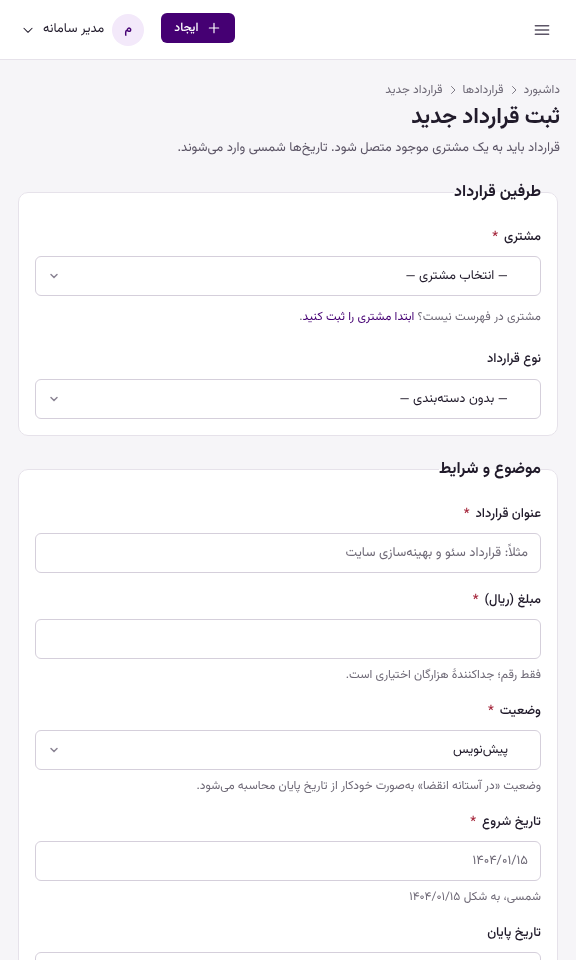 ایجاد
م
مدیر سامانه
داشبورد
قراردادها
قرارداد جدید
ثبت قرارداد جدید
قرارداد باید به یک مشتری موجود متصل شود. تاریخ‌ها شمسی وارد می‌شوند.
طرفین قرارداد
مشتری *
— انتخاب مشتری —
مشتری در فهرست نیست؟ ابتدا مشتری را ثبت کنید.
نوع قرارداد
— بدون دسته‌بندی —
موضوع و شرایط
عنوان قرارداد *
مثلاً: قرارداد سئو و بهینه‌سازی سایت
مبلغ (ریال) *
فقط رقم؛ جداکنندهٔ هزارگان اختیاری است.
وضعیت *
پیش‌نویس
وضعیت «در آستانه انقضا» به‌صورت خودکار از تاریخ پایان محاسبه می‌شود.
تاریخ شروع *
۱۴۰۴/۰۱/۱۵
شمسی، به شکل ۱۴۰۴/۰۱/۱۵
تاریخ پایان